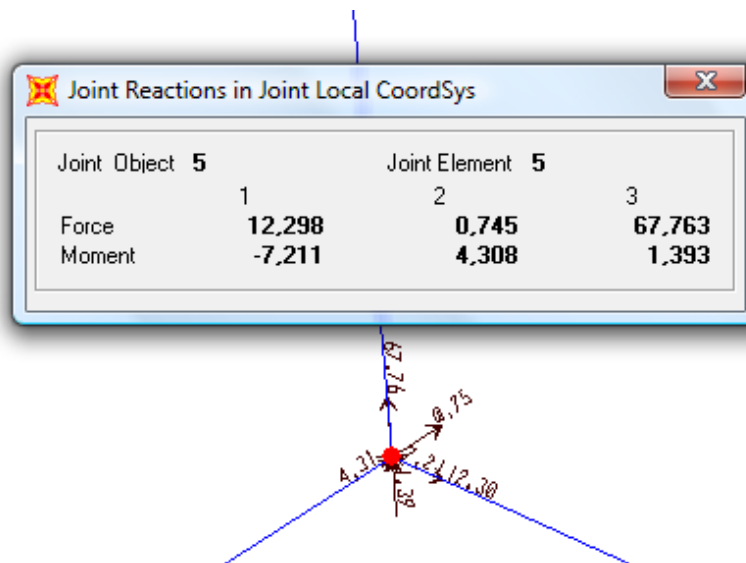 Joint Reactions in Joint Local CoordSys
Joint Object 5 Joint Element 5
1 2 3
Force 12,298 0,745 67,763
Moment -7,211 4,308 1,393
67,76
0,75
4,31
12,30